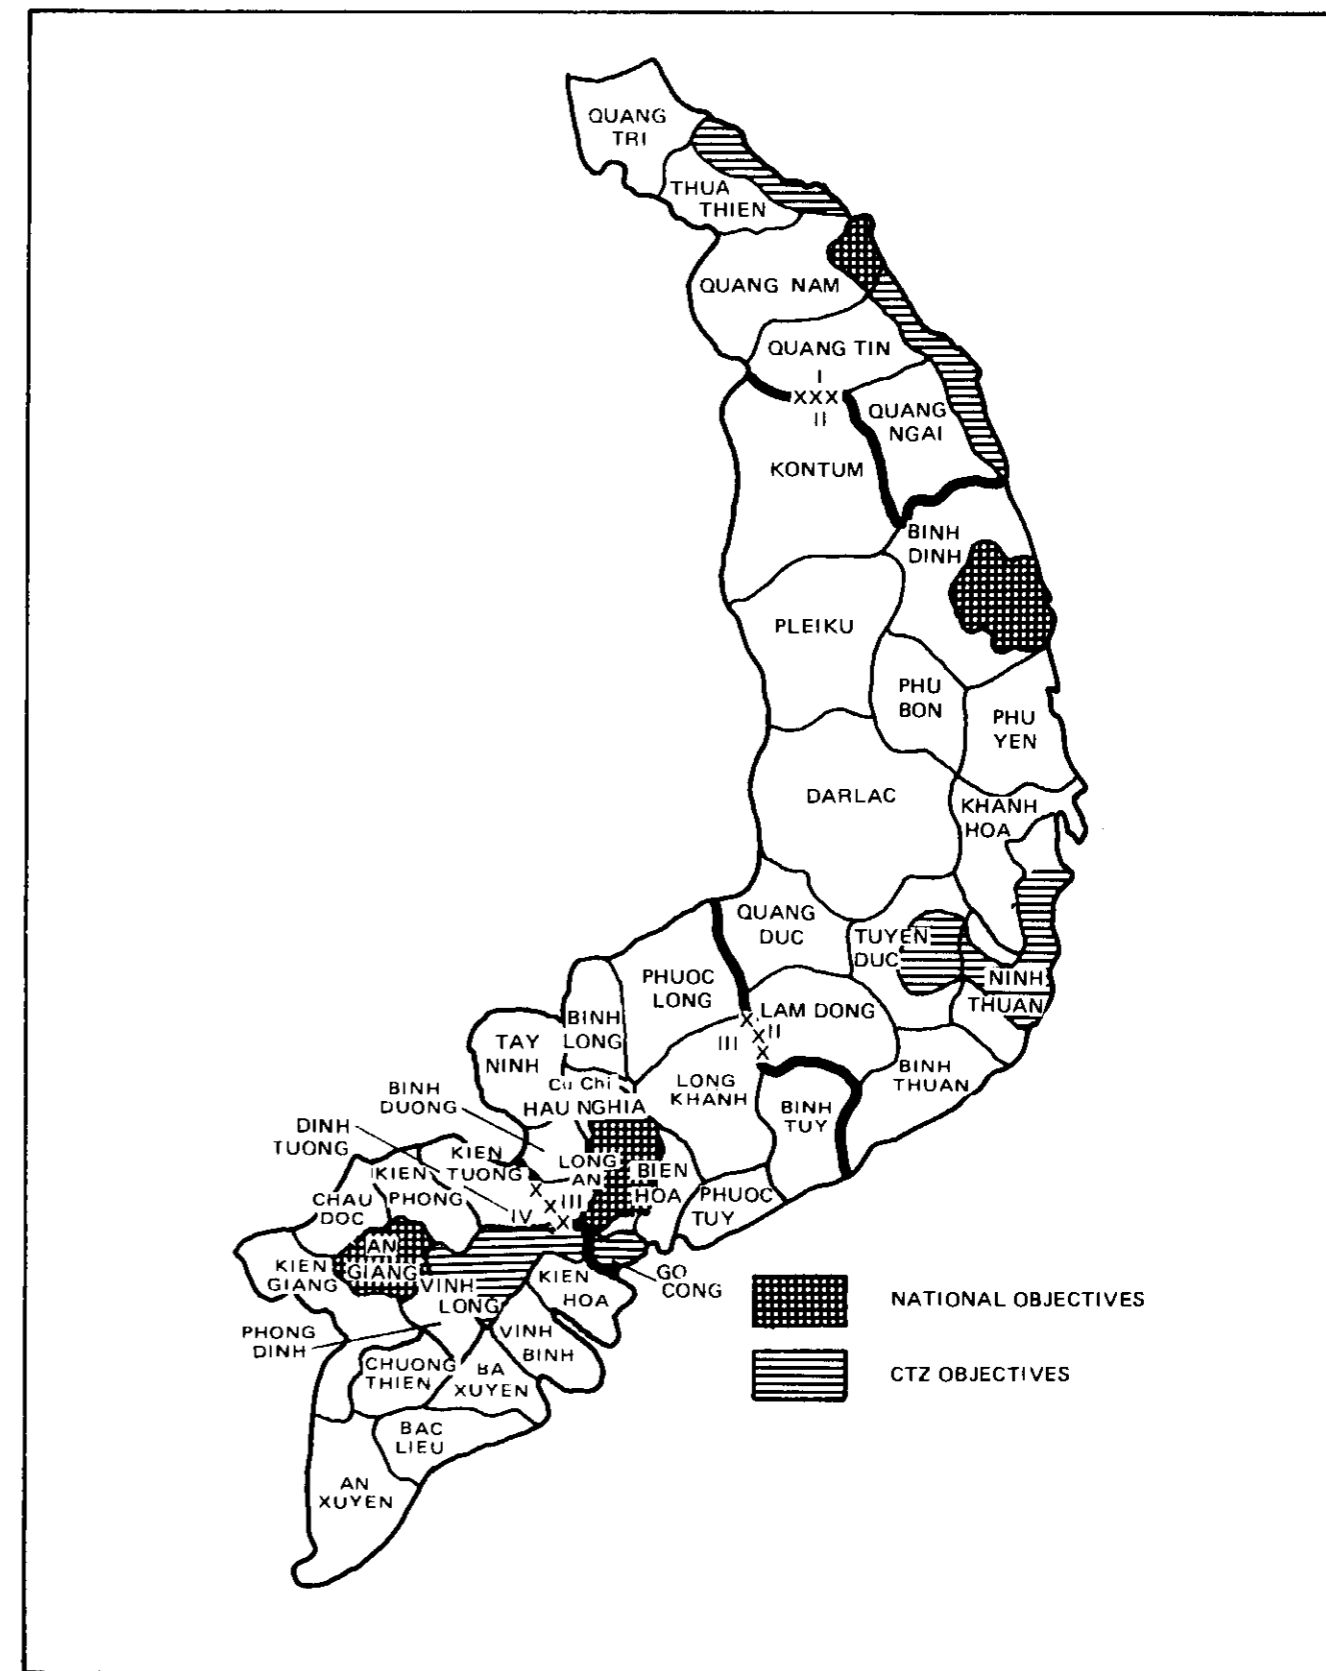 QUANG
TRI
THUA
THIEN
QUANG NAM
QUANG TIN
I
XXX
II
QUANG
NGAI
KONTUM
BINH
DINH
PLEIKU
PHU
BON
PHU
YEN
DARLAC
KHANH
HOA
QUANG
DUC
TUYEN
DUC
NINH
THUAN
PHUOC
LONG
LAM DONG
BINH
LONG
X
X
X
III
II
TAY
NINH
BINH
THUAN
LONG
KHANH
Cu Chi
HAU NGHIA
BINH
DUONG
BINH
TUY
DINH
TUONG
KIEN
TUONG
LONG
AN
BIEN
HOA
KIEN
PHONG
X
X
X
III
IV
CHAU
DOC
PHUOC
TUY
AN
GIANG
KIEN
GIANG
VINH
LONG
KIEN
HOA
GO
CONG
PHONG
DINH
VINH
BINH
CHUONG
THIEN
BA
XUYEN
BAC
LIEU
AN
XUYEN
NATIONAL OBJECTIVES
CTZ OBJECTIVES